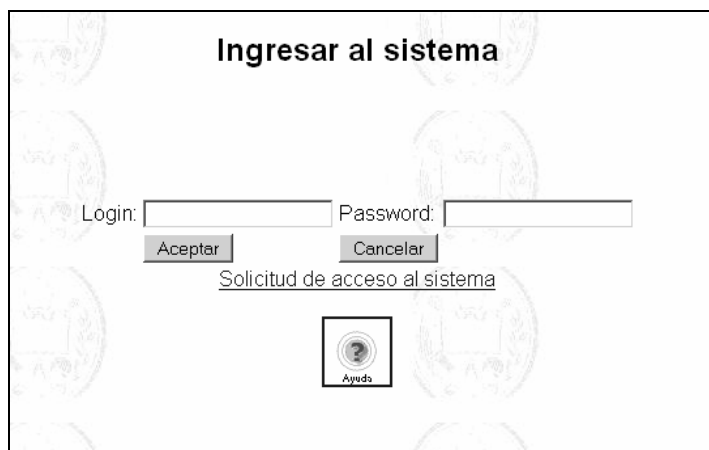 Ingresar al sistema
Login: Password:
Aceptar Cancelar
Solicitud de acceso al sistema
Ayuda